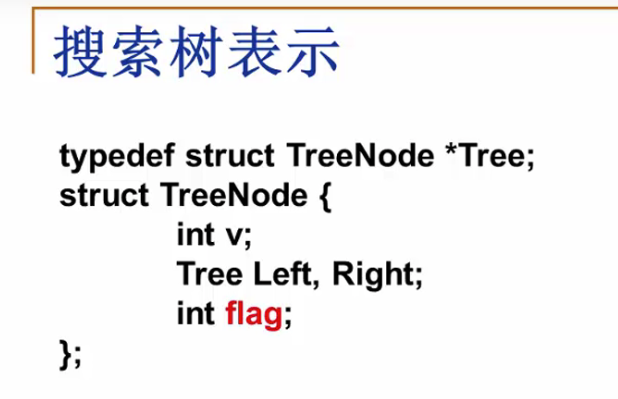 搜索树表示
typedef struct TreeNode *Tree;
struct TreeNode {
int v;
Tree Left, Right;
int flag;
};